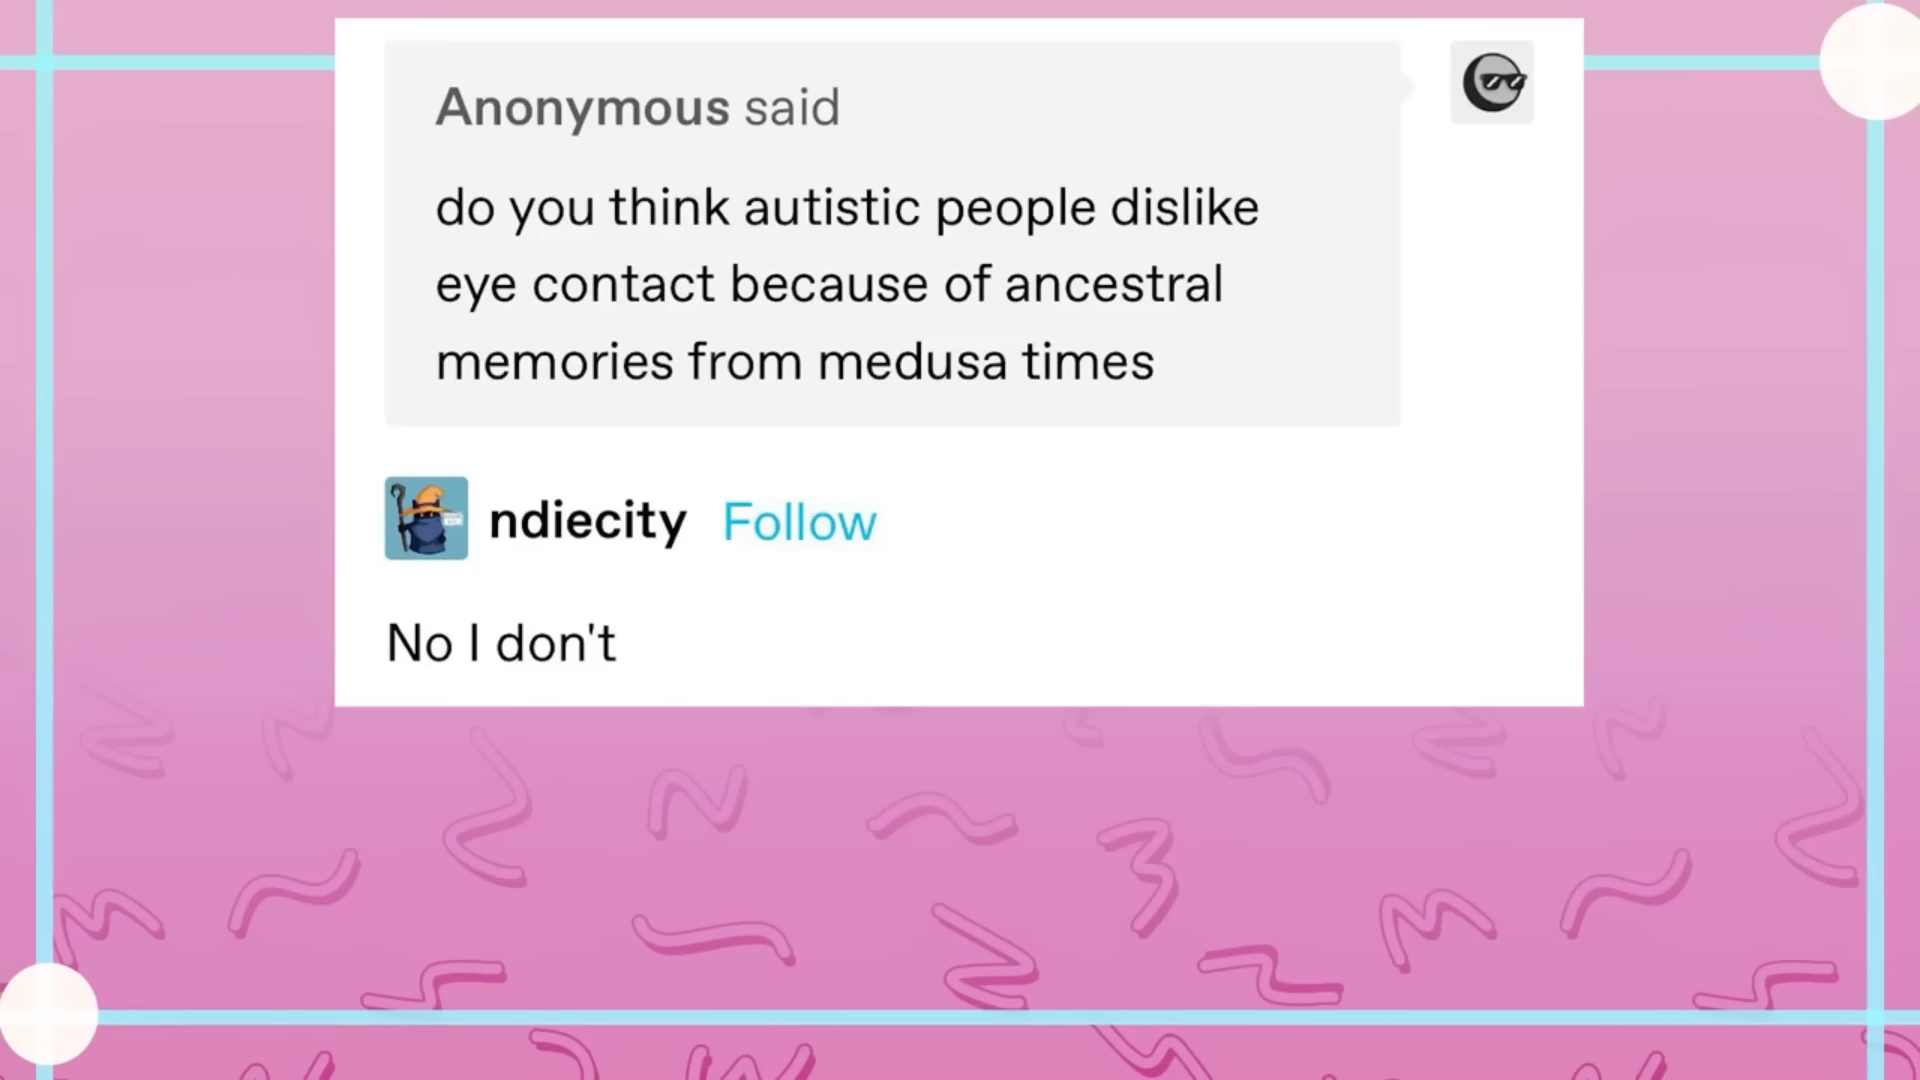 Anonymous said
do you think autistic people dislike
eye contact because of ancestral
memories from medusa times
ndiecity Follow
No I don't